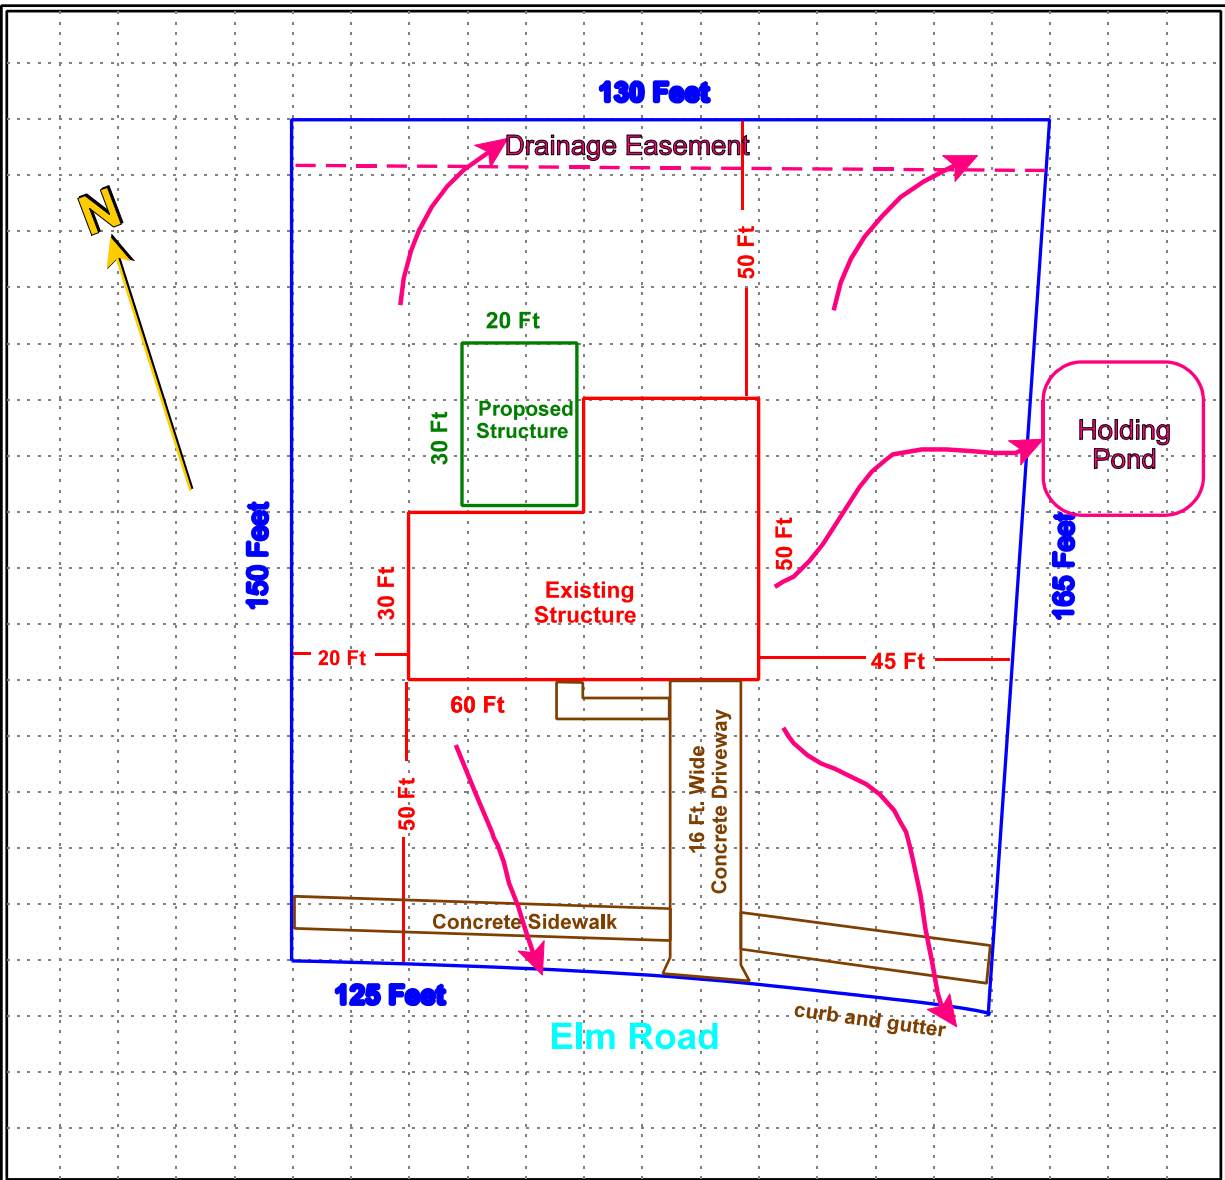 130 Feet
Drainage Easement
N
50 Ft
20 Ft
30 Ft
Proposed
Structure
Holding
Pond
150 Feet
165 Feet
50 Ft
30 Ft
Existing
Structure
20 Ft
45 Ft
60 Ft
50 Ft
16 Ft. Wide
Concrete Driveway
Concrete Sidewalk
125 Feet
curb and gutter
Elm Road